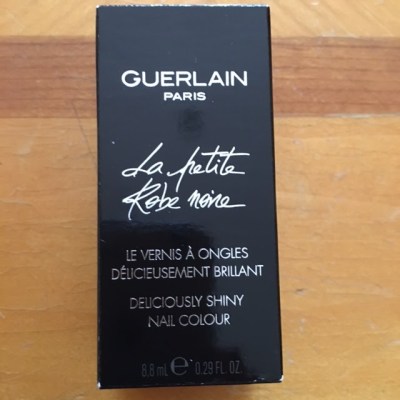 GUERLAIN
PARIS
La petite
Robe noire
LE VERNIS À ONGLES
DÉLICIEUSEMENT BRILLANT
DELICIOUSLY SHINY
NAIL COLOUR
8.8 mL e 0.29 FL. OZ.